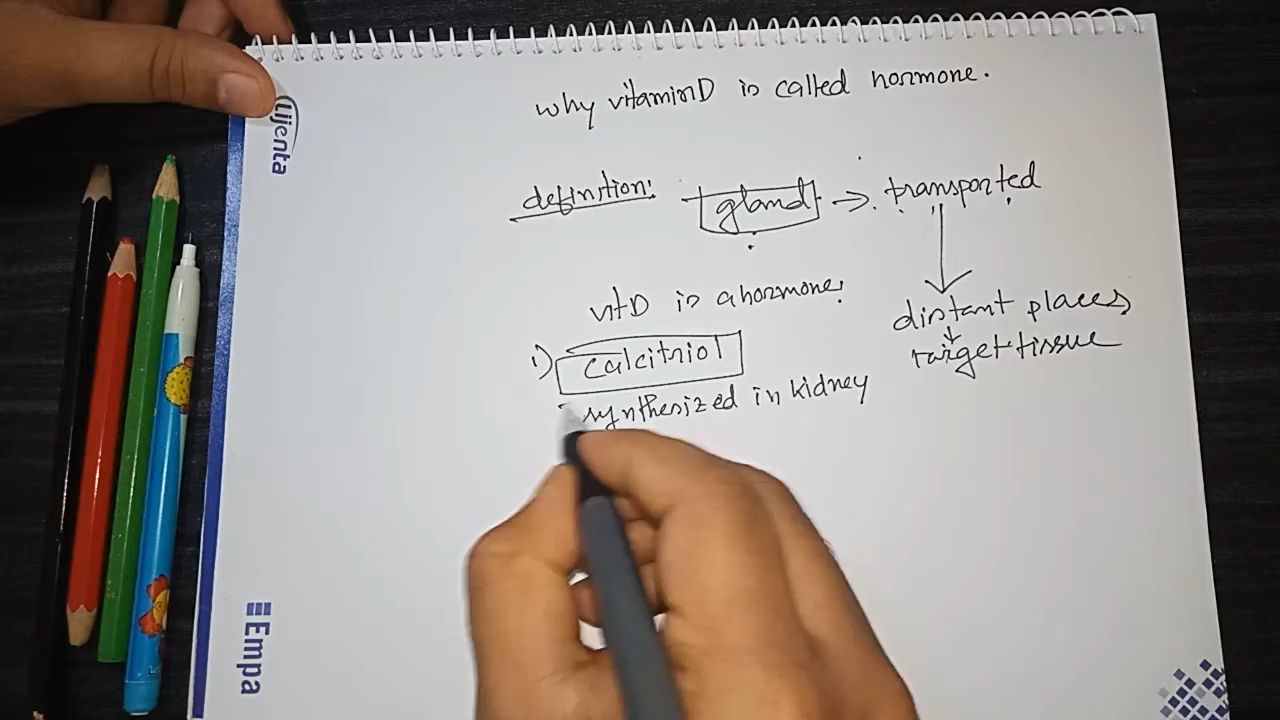 why vitaminD is called hormone.
definition: gland → transported
distant places
target tissue
vitD is a hormone:
1) calcitriol
synthesized in kidney
Lijenta
Empa